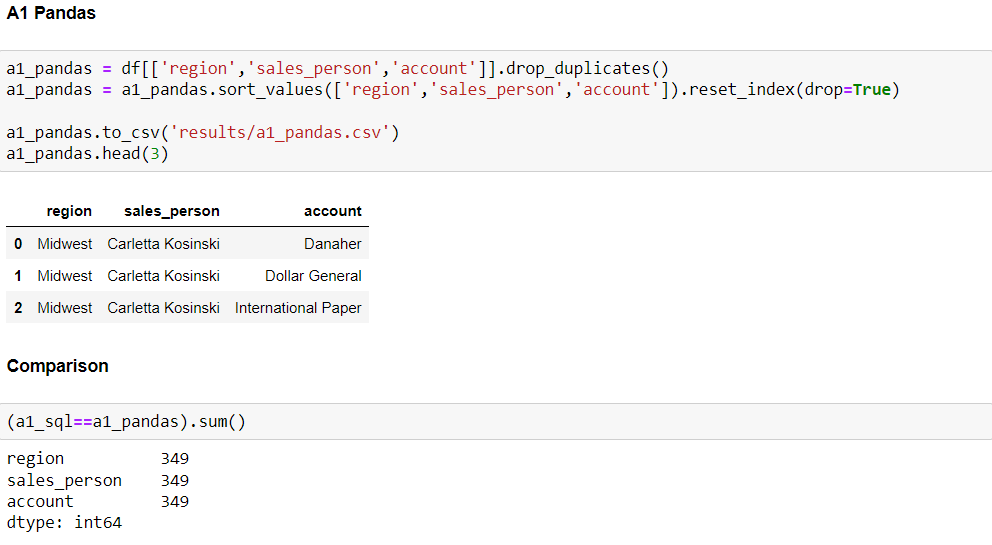 A1 Pandas
a1_pandas = df[['region','sales_person','account']].drop_duplicates()
a1_pandas = a1_pandas.sort_values(['region','sales_person','account']).reset_index(drop=True)
a1_pandas.to_csv('results/a1_pandas.csv')
a1_pandas.head(3)
region sales_person account
0 Midwest Carletta Kosinski Danaher
1 Midwest Carletta Kosinski Dollar General
2 Midwest Carletta Kosinski International Paper
Comparison
(a1_sql==a1_pandas).sum()
region 349
sales_person 349
account 349
dtype: int64